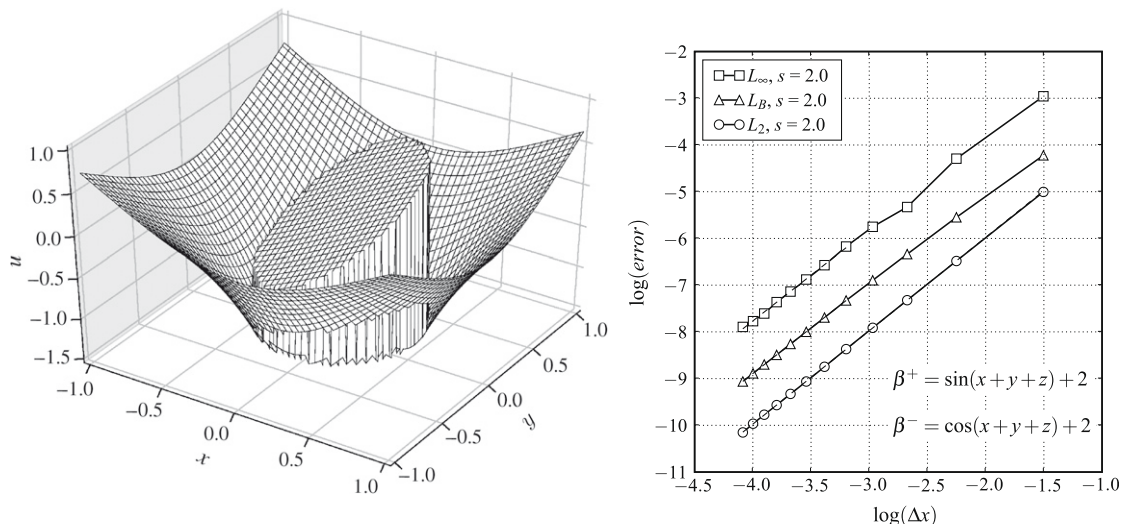 1.0
0.5
0.0
−0.5
−1.0
−1.5
u
−1.0
−0.5
0.0
0.5
1.0
x
−1.0
−0.5
0.0
0.5
1.0
y
−2
−3
−4
−5
−6
−7
−8
−9
−10
−11
log(error)
L∞, s = 2.0
L_B, s = 2.0
L₂, s = 2.0
β⁺ = sin(x+y+z)+2
β⁻ = cos(x+y+z)+2
−4.5 −4.0 −3.5 −3.0 −2.5 −2.0 −1.5 −1.0
log(Δx)